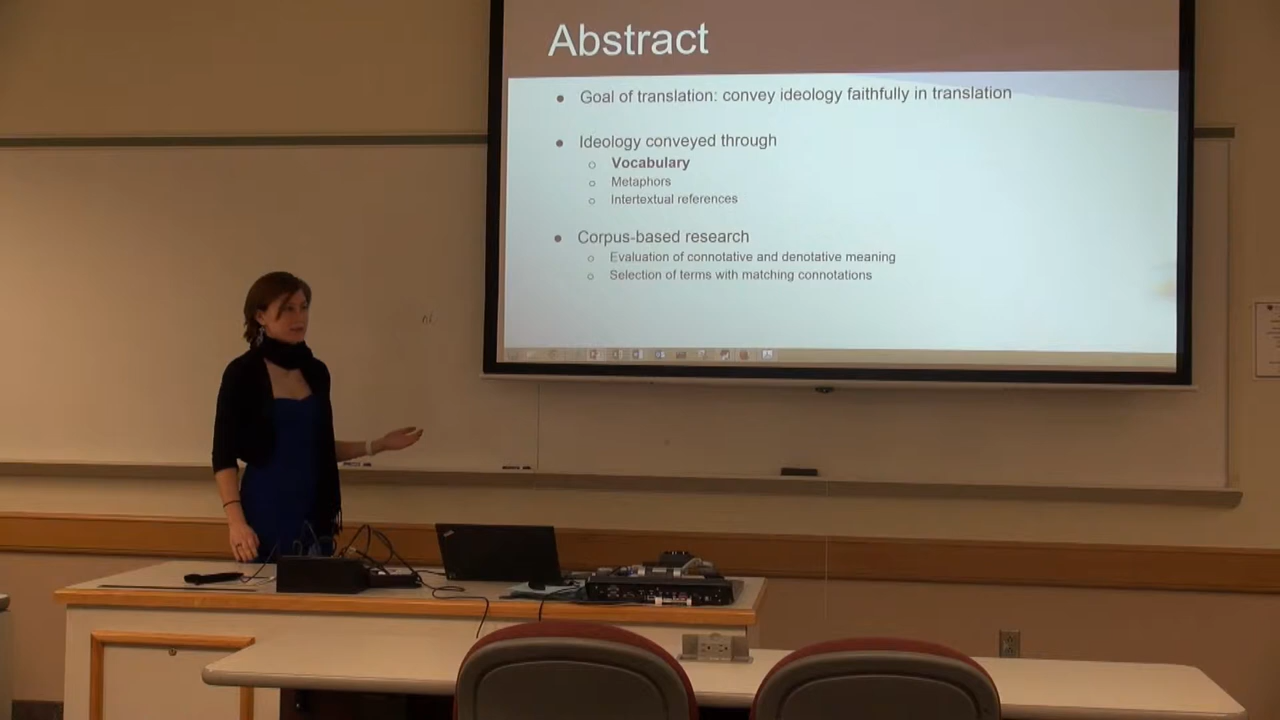 Abstract
● Goal of translation: convey ideology faithfully in translation
● Ideology conveyed through
○ Vocabulary
○ Metaphors
○ Intertextual references
● Corpus-based research
○ Evaluation of connotative and denotative meaning
○ Selection of terms with matching connotations